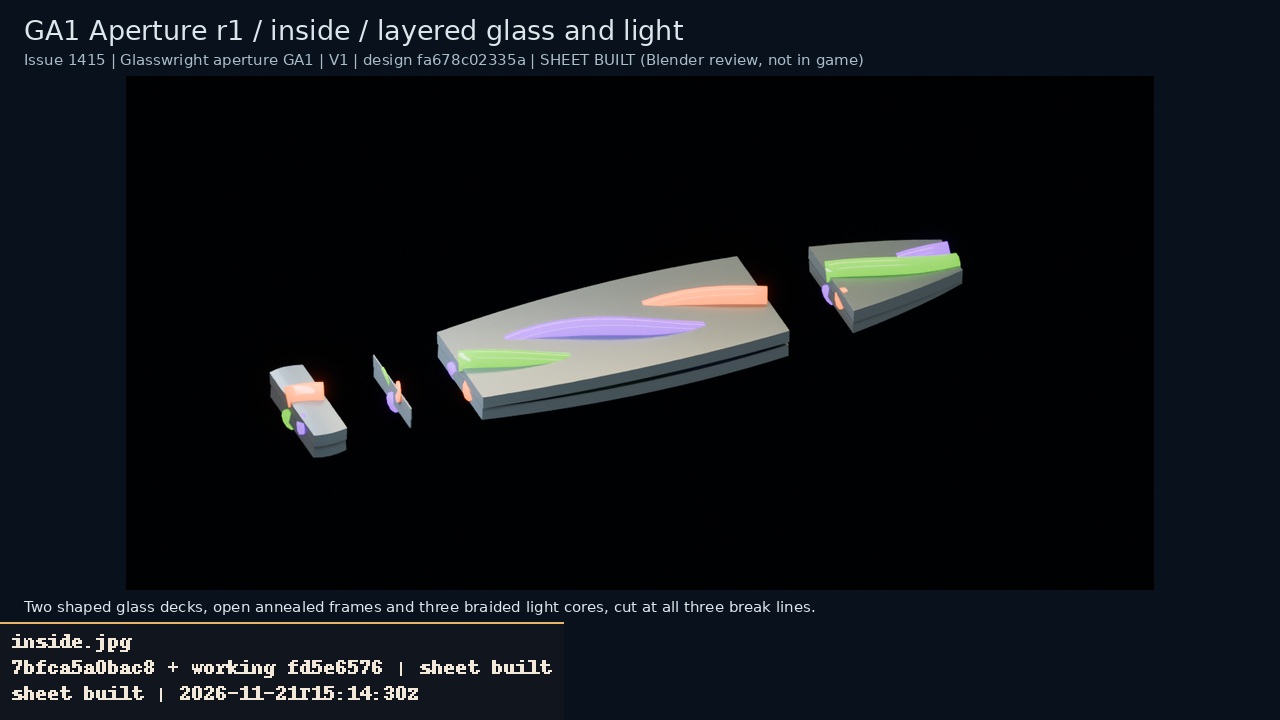 GA1 Aperture r1 / inside / layered glass and light
Issue 1415 | Glasswright aperture GA1 | V1 | design fa678c02335a | SHEET BUILT (Blender review, not in game)
Two shaped glass decks, open annealed frames and three braided light cores, cut at all three break lines.
inside.jpg
7bfca5a0bac8 + working fd5e6576 | sheet built
sheet built | 2026-11-21T15:14:30Z